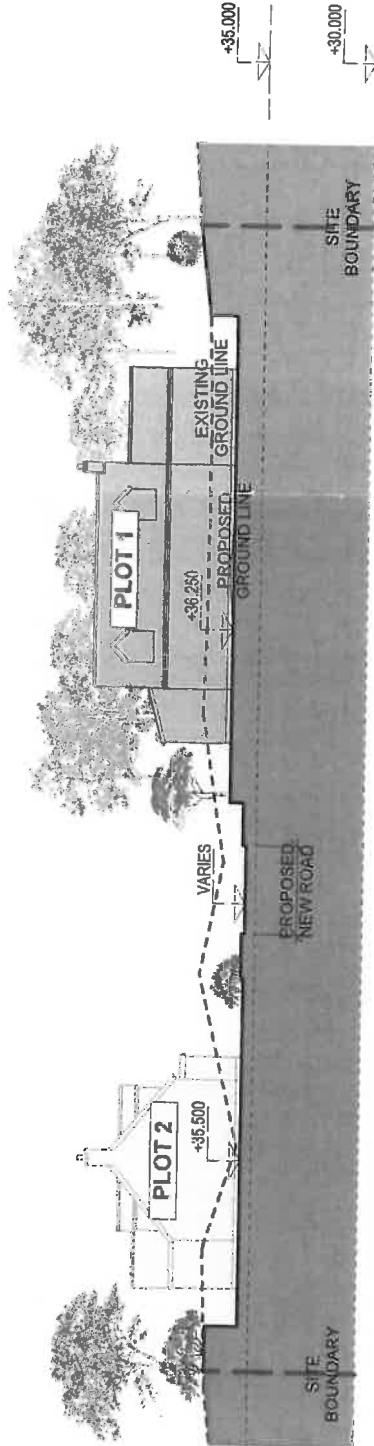 SITE
BOUNDARY
PLOT 2
+35.500
VARIES
PROPOSED
NEW ROAD
PLOT 1
+36.250
PROPOSED
GROUND LINE
EXISTING
GROUND LINE
SITE
BOUNDARY
+35.000
+30.000